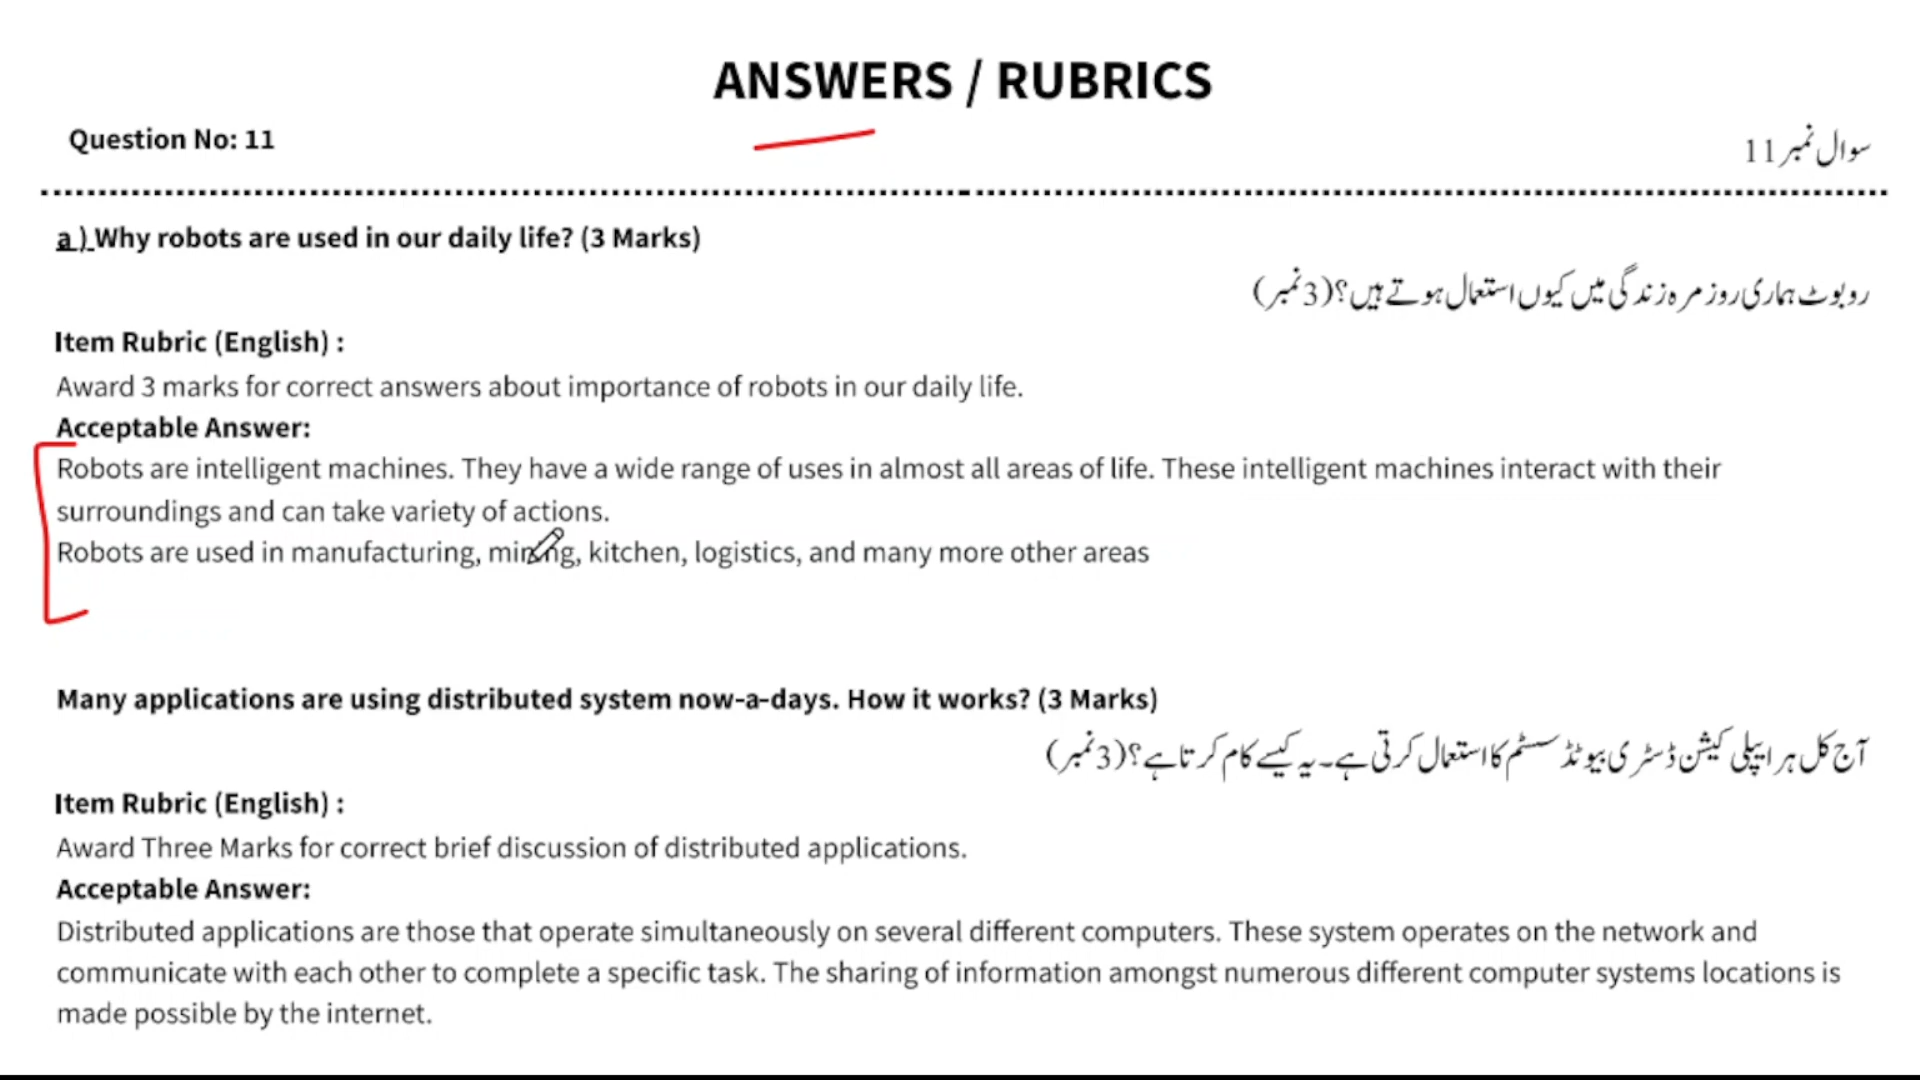 ANSWERS / RUBRICS
Question No: 11
سوال نمبر 11
a ) Why robots are used in our daily life? (3 Marks)
روبوٹ ہماری روز مرہ زندگی میں کیوں استعمال ہوتے ہیں؟ (3 نمبر)
Item Rubric (English) :
Award 3 marks for correct answers about importance of robots in our daily life.
Acceptable Answer:
Robots are intelligent machines. They have a wide range of uses in almost all areas of life. These intelligent machines interact with their
surroundings and can take variety of actions.
Robots are used in manufacturing, mining, kitchen, logistics, and many more other areas
Many applications are using distributed system now-a-days. How it works? (3 Marks)
آج کل ہر ایپلی کیشن ڈسٹری بیوٹڈ سسٹم کا استعمال کرتی ہے۔ یہ کیسے کام کرتا ہے؟ (3 نمبر)
Item Rubric (English) :
Award Three Marks for correct brief discussion of distributed applications.
Acceptable Answer:
Distributed applications are those that operate simultaneously on several different computers. These system operates on the network and
communicate with each other to complete a specific task. The sharing of information amongst numerous different computer systems locations is
made possible by the internet.